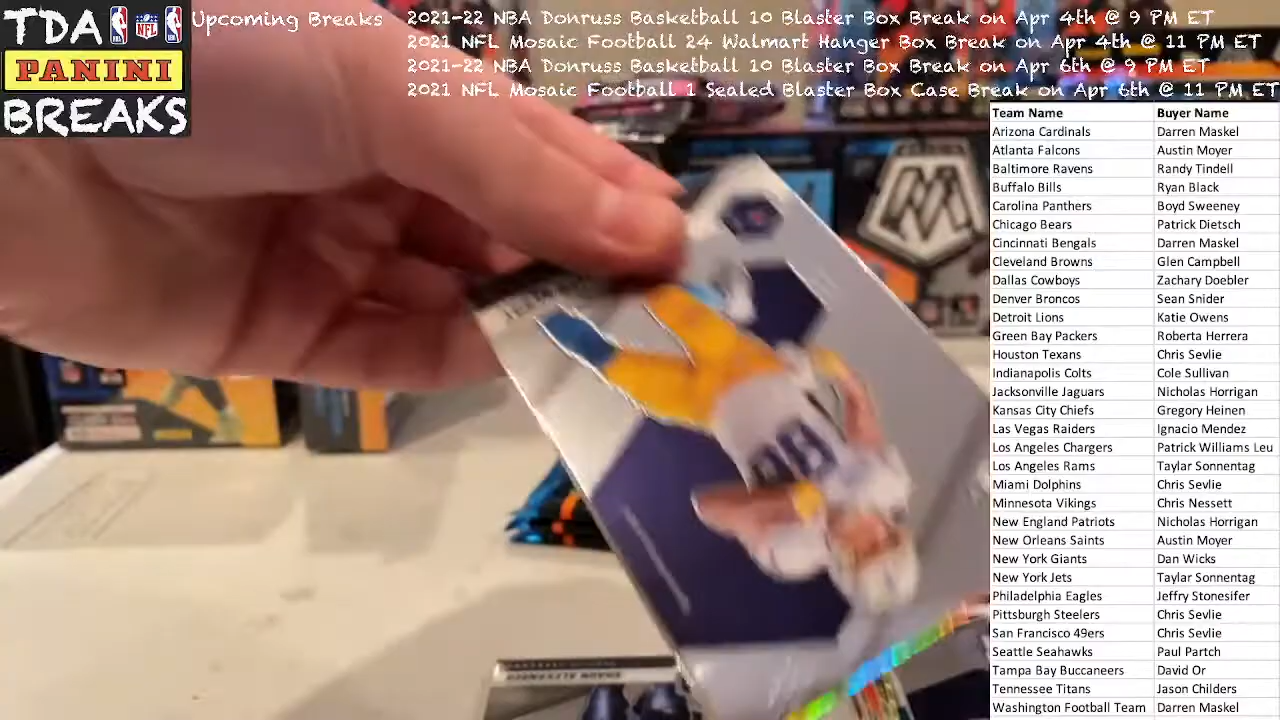 TDA
PANINI
BREAKS
Upcoming Breaks
2021-22 NBA Donruss Basketball 10 Blaster Box Break on Apr 4th @ 9 PM ET
2021 NFL Mosaic Football 24 Walmart Hanger Box Break on Apr 4th @ 11 PM ET
2021-22 NBA Donruss Basketball 10 Blaster Box Break on Apr 6th @ 9 PM ET
2021 NFL Mosaic Football 1 Sealed Blaster Box Case Break on Apr 6th @ 11 PM ET
Team Name Buyer Name
Arizona Cardinals Darren Maskel
Atlanta Falcons Austin Moyer
Baltimore Ravens Randy Tindell
Buffalo Bills Ryan Black
Carolina Panthers Boyd Sweeney
Chicago Bears Patrick Dietsch
Cincinnati Bengals Darren Maskel
Cleveland Browns Glen Campbell
Dallas Cowboys Zachary Doebler
Denver Broncos Sean Snider
Detroit Lions Katie Owens
Green Bay Packers Roberta Herrera
Houston Texans Chris Sevlie
Indianapolis Colts Cole Sullivan
Jacksonville Jaguars Nicholas Horrigan
Kansas City Chiefs Gregory Heinen
Las Vegas Raiders Ignacio Mendez
Los Angeles Chargers Patrick Williams Leu
Los Angeles Rams Taylar Sonnentag
Miami Dolphins Chris Sevlie
Minnesota Vikings Chris Nessett
New England Patriots Nicholas Horrigan
New Orleans Saints Austin Moyer
New York Giants Dan Wicks
New York Jets Taylar Sonnentag
Philadelphia Eagles Jeffry Stonesifer
Pittsburgh Steelers Chris Sevlie
San Francisco 49ers Chris Sevlie
Seattle Seahawks Paul Partch
Tampa Bay Buccaneers David Or
Tennessee Titans Jason Childers
Washington Football Team Darren Maskel
98